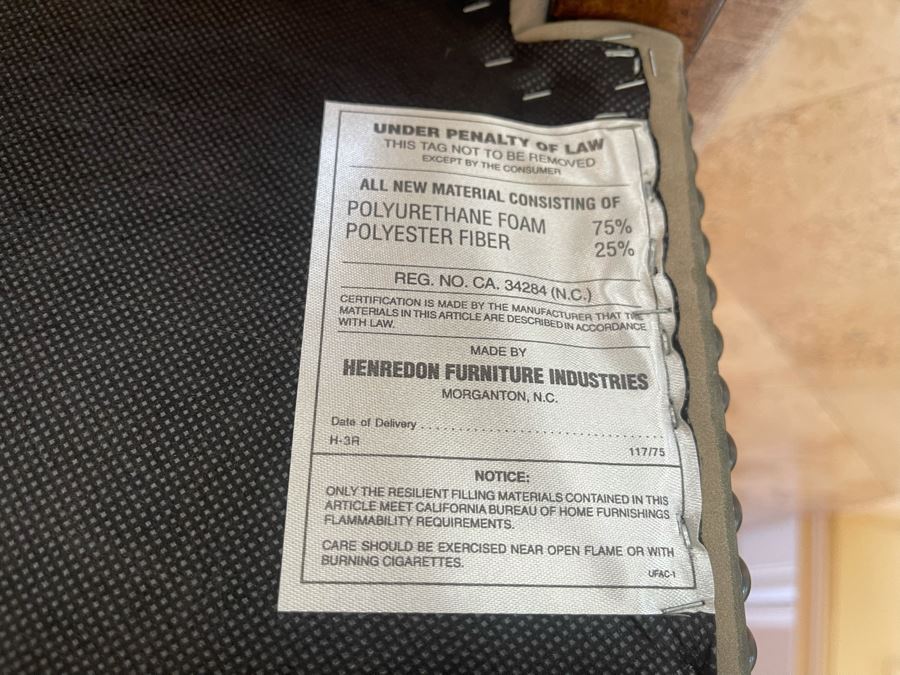 UNDER PENALTY OF LAW
THIS TAG NOT TO BE REMOVED
EXCEPT BY THE CONSUMER
ALL NEW MATERIAL CONSISTING OF
POLYURETHANE FOAM 75%
POLYESTER FIBER 25%
REG. NO. CA. 34284 (N.C.)
CERTIFICATION IS MADE BY THE MANUFACTURER THAT THE
MATERIALS IN THIS ARTICLE ARE DESCRIBED IN ACCORDANCE
WITH LAW.
MADE BY
HENREDON FURNITURE INDUSTRIES
MORGANTON, N.C.
Date of Delivery ........................................
H-3R 117/75
NOTICE:
ONLY THE RESILIENT FILLING MATERIALS CONTAINED IN THIS
ARTICLE MEET CALIFORNIA BUREAU OF HOME FURNISHINGS
FLAMMABILITY REQUIREMENTS.
CARE SHOULD BE EXERCISED NEAR OPEN FLAME OR WITH
BURNING CIGARETTES.
UFAC-1